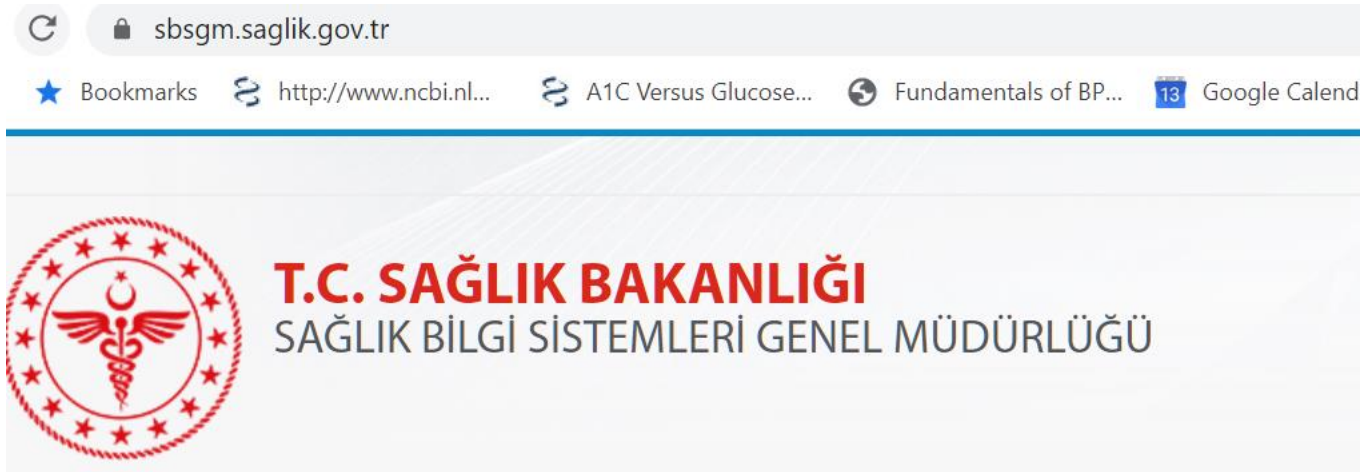 sbsgm.saglik.gov.tr
Bookmarks http://www.ncbi.nl... A1C Versus Glucose... Fundamentals of BP... 13 Google Calend
T.C. SAĞLIK BAKANLIĞI
SAĞLIK BİLGİ SİSTEMLERİ GENEL MÜDÜRLÜĞÜ